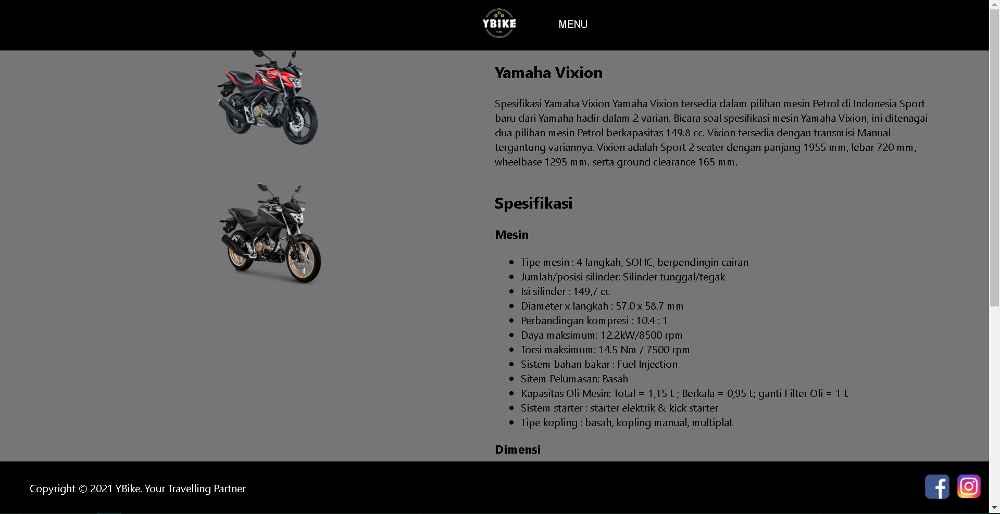 YBIKE
MENU
Yamaha Vixion
Spesifikasi Yamaha Vixion Yamaha Vixion tersedia dalam pilihan mesin Petrol di Indonesia Sport
baru dari Yamaha hadir dalam 2 varian. Bicara soal spesifikasi mesin Yamaha Vixion, ini ditenagai
dua pilihan mesin Petrol berkapasitas 149.8 cc. Vixion tersedia dengan transmisi Manual
tergantung variannya. Vixion adalah Sport 2 seater dengan panjang 1955 mm, lebar 720 mm,
wheelbase 1295 mm. serta ground clearance 165 mm.
Spesifikasi
Mesin
• Tipe mesin : 4 langkah, SOHC, berpendingin cairan
• Jumlah/posisi silinder: Silinder tunggal/tegak
• Isi silinder : 149,7 cc
• Diameter x langkah : 57.0 x 58.7 mm
• Perbandingan kompresi : 10.4 : 1
• Daya maksimum: 12.2kW/8500 rpm
• Torsi maksimum: 14.5 Nm / 7500 rpm
• Sistem bahan bakar : Fuel Injection
• Sitem Pelumasan: Basah
• Kapasitas Oli Mesin: Total = 1,15 L ; Berkala = 0,95 L; ganti Filter Oli = 1 L
• Sistem starter : starter elektrik & kick starter
• Tipe kopling : basah, kopling manual, multiplat
Dimensi
Copyright © 2021 YBike. Your Travelling Partner